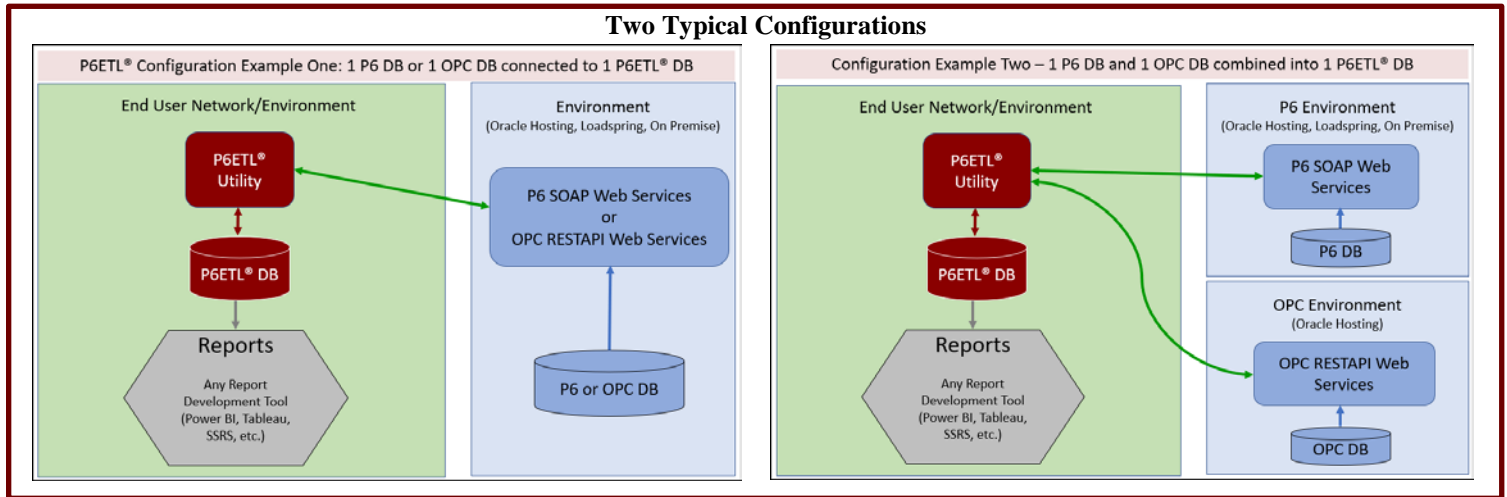 Two Typical Configurations
P6ETL® Configuration Example One: 1 P6 DB or 1 OPC DB connected to 1 P6ETL® DB
End User Network/Environment
P6ETL®
Utility
P6ETL® DB
Reports
Any Report
Development Tool
(Power BI, Tableau,
SSRS, etc.)
Environment
(Oracle Hosting, Loadspring, On Premise)
P6 SOAP Web Services
or
OPC RESTAPI Web Services
P6 or OPC DB
Configuration Example Two – 1 P6 DB and 1 OPC DB combined into 1 P6ETL® DB
End User Network/Environment
P6ETL®
Utility
P6ETL® DB
Reports
Any Report
Development Tool
(Power BI, Tableau,
SSRS, etc.)
P6 Environment
(Oracle Hosting, Loadspring, On Premise)
P6 SOAP Web
Services
P6 DB
OPC Environment
(Oracle Hosting)
OPC RESTAPI Web
Services
OPC DB